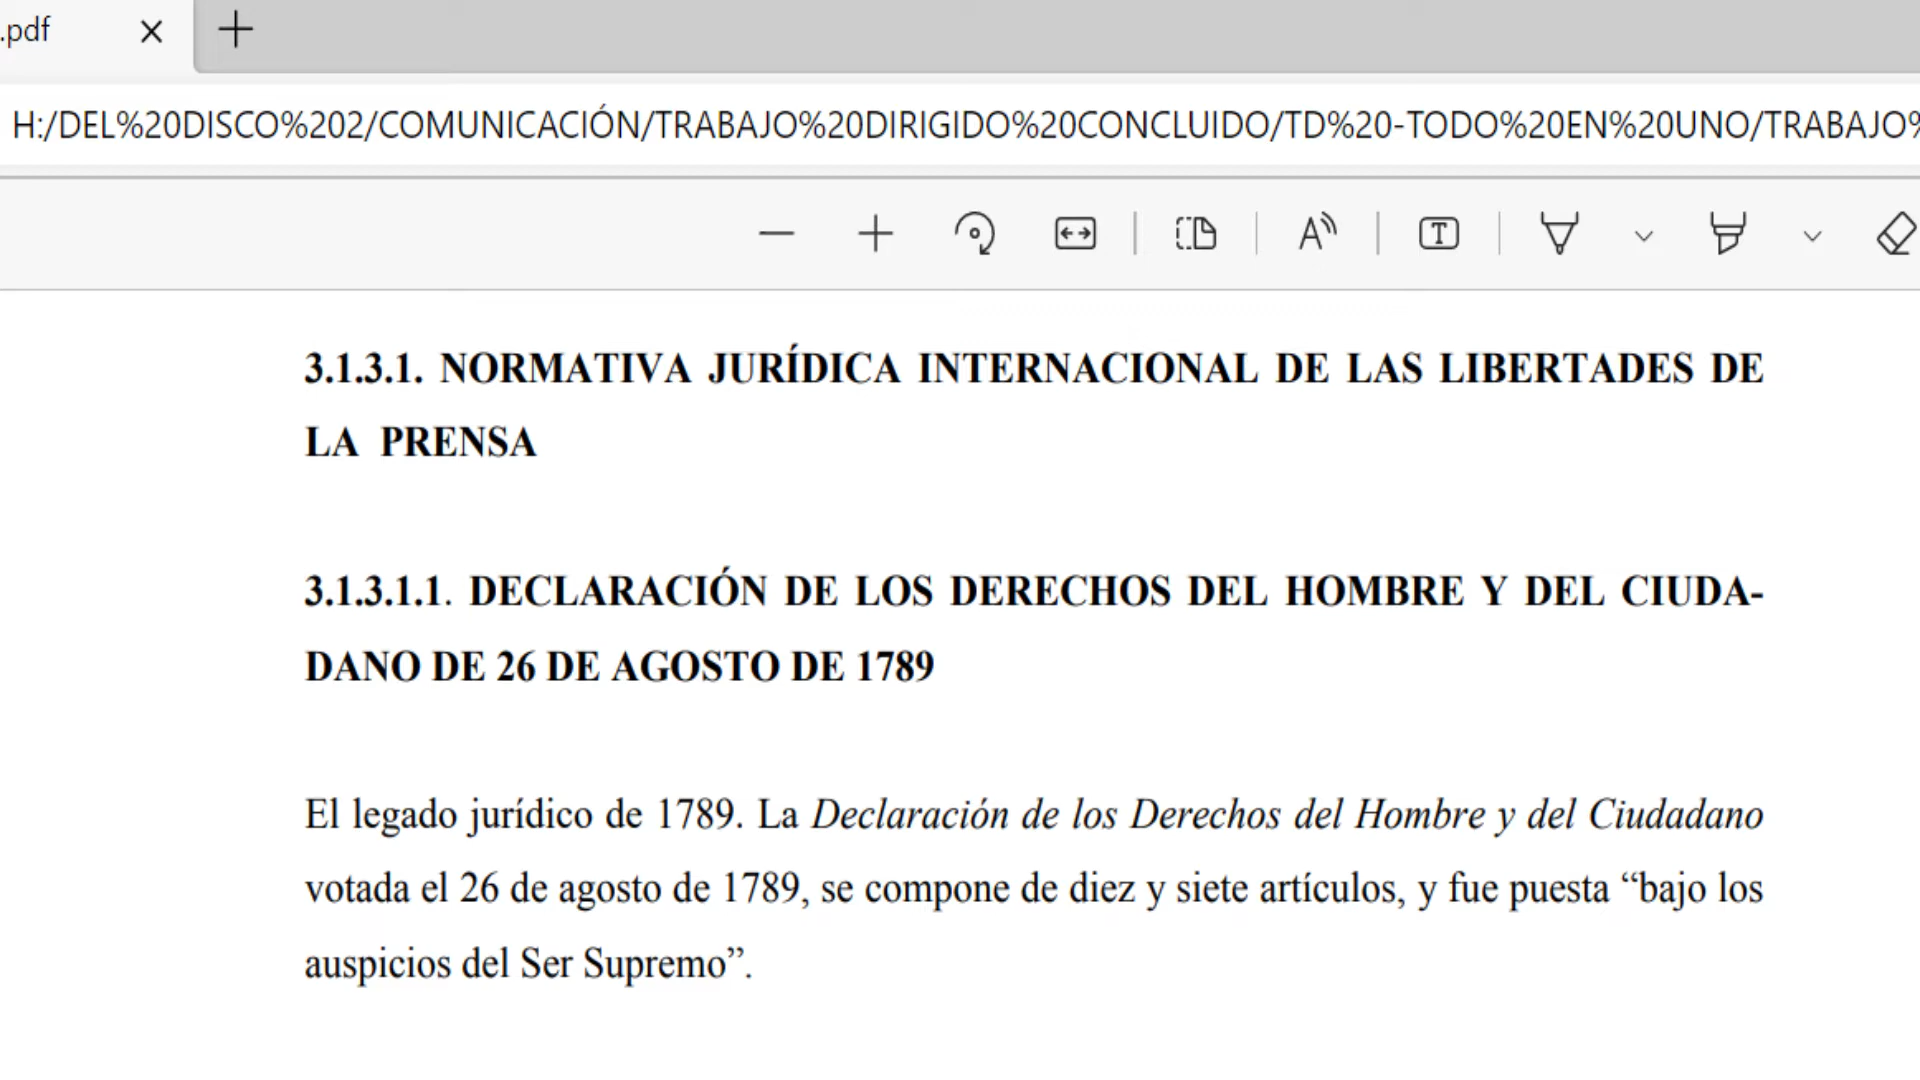 .pdf
H:/DEL%20DISCO%202/COMUNICACIÓN/TRABAJO%20DIRIGIDO%20CONCLUIDO/TD%20-TODO%20EN%20UNO/TRABAJO%
3.1.3.1. NORMATIVA JURÍDICA INTERNACIONAL DE LAS LIBERTADES DE
LA PRENSA
3.1.3.1.1. DECLARACIÓN DE LOS DERECHOS DEL HOMBRE Y DEL CIUDA-
DANO DE 26 DE AGOSTO DE 1789
El legado jurídico de 1789. La Declaración de los Derechos del Hombre y del Ciudadano
votada el 26 de agosto de 1789, se compone de diez y siete artículos, y fue puesta “bajo los
auspicios del Ser Supremo”.